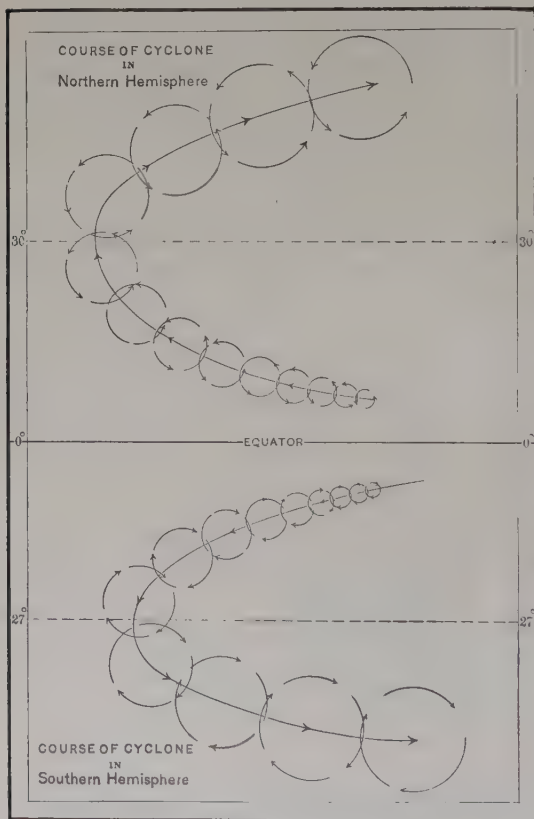 COURSE OF CYCLONE
IN
Northern Hemisphere
30° 30°
0° EQUATOR 0°
27° 27°
COURSE OF CYCLONE
IN
Southern Hemisphere